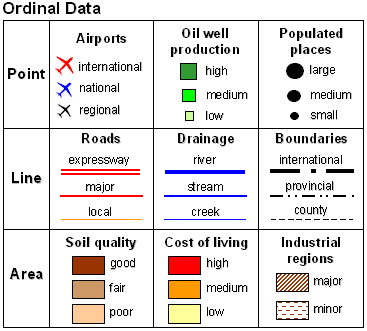 Ordinal Data
Point
Airports
international
national
regional
Oil well
production
high
medium
low
Populated
places
large
medium
small
Line
Roads
expressway
major
local
Drainage
river
stream
creek
Boundaries
international
provincial
county
Area
Soil quality
good
fair
poor
Cost of living
high
medium
low
Industrial
regions
major
minor